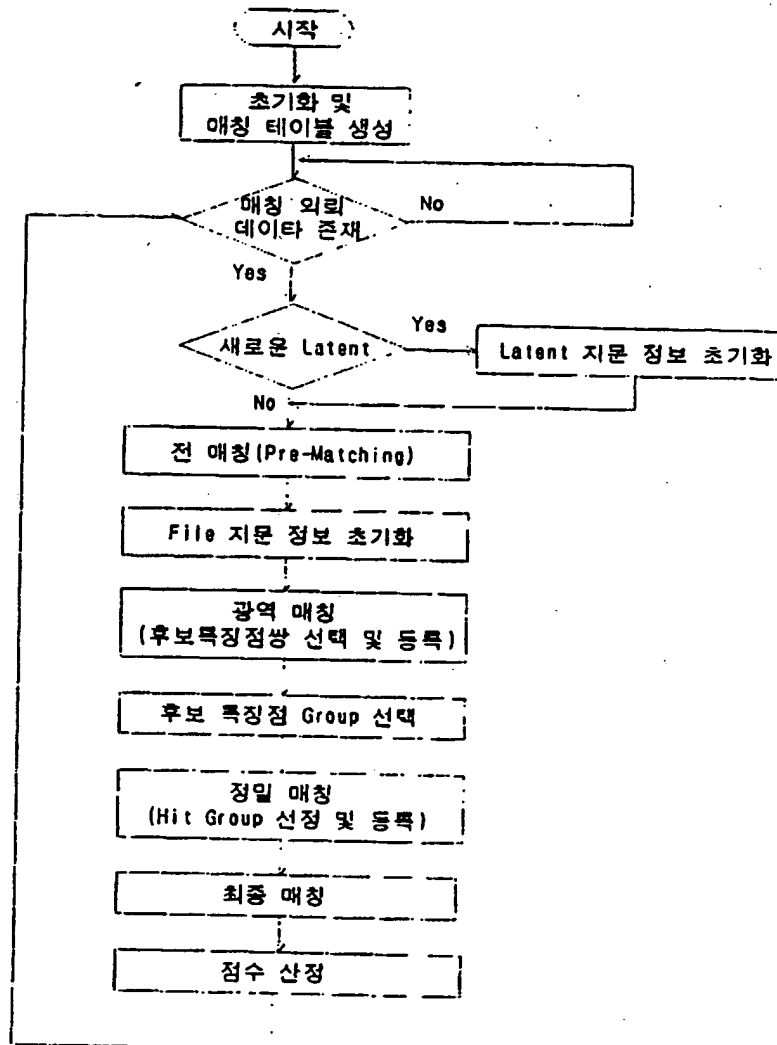 시작
초기화 및
매칭 테이블 생성
매칭 의뢰
데이타 존재
No
Yes
새로운 Latent
Yes
Latent 지문 정보 초기화
No
전 매칭(Pre-Matching)
File 지문 정보 초기화
광역 매칭
(후보특징점쌍 선택 및 등록)
후보 특징점 Group 선택
정밀 매칭
(Hit Group 선정 및 등록)
최종 매칭
점수 산정